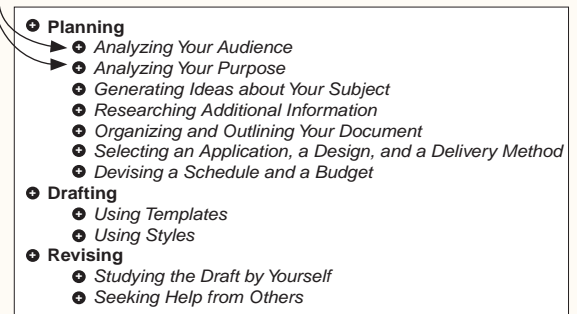 Planning
Analyzing Your Audience
Analyzing Your Purpose
Generating Ideas about Your Subject
Researching Additional Information
Organizing and Outlining Your Document
Selecting an Application, a Design, and a Delivery Method
Devising a Schedule and a Budget
Drafting
Using Templates
Using Styles
Revising
Studying the Draft by Yourself
Seeking Help from Others